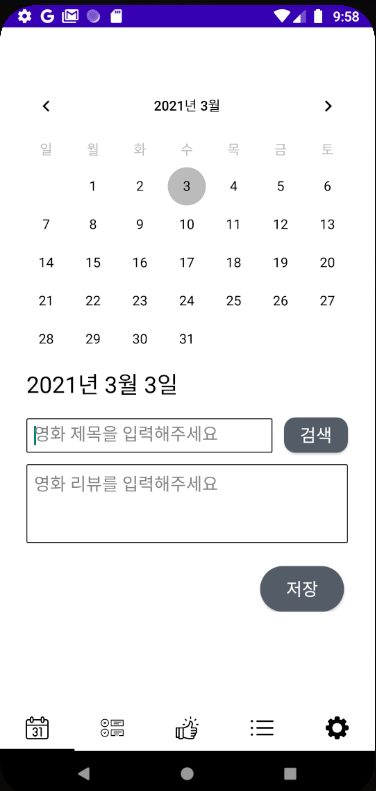 9:58
2021년 3월
일 월 화 수 목 금 토
1 2 3 4 5 6
7 8 9 10 11 12 13
14 15 16 17 18 19 20
21 22 23 24 25 26 27
28 29 30 31
2021년 3월 3일
영화 제목을 입력해주세요 검색
영화 리뷰를 입력해주세요
저장
31